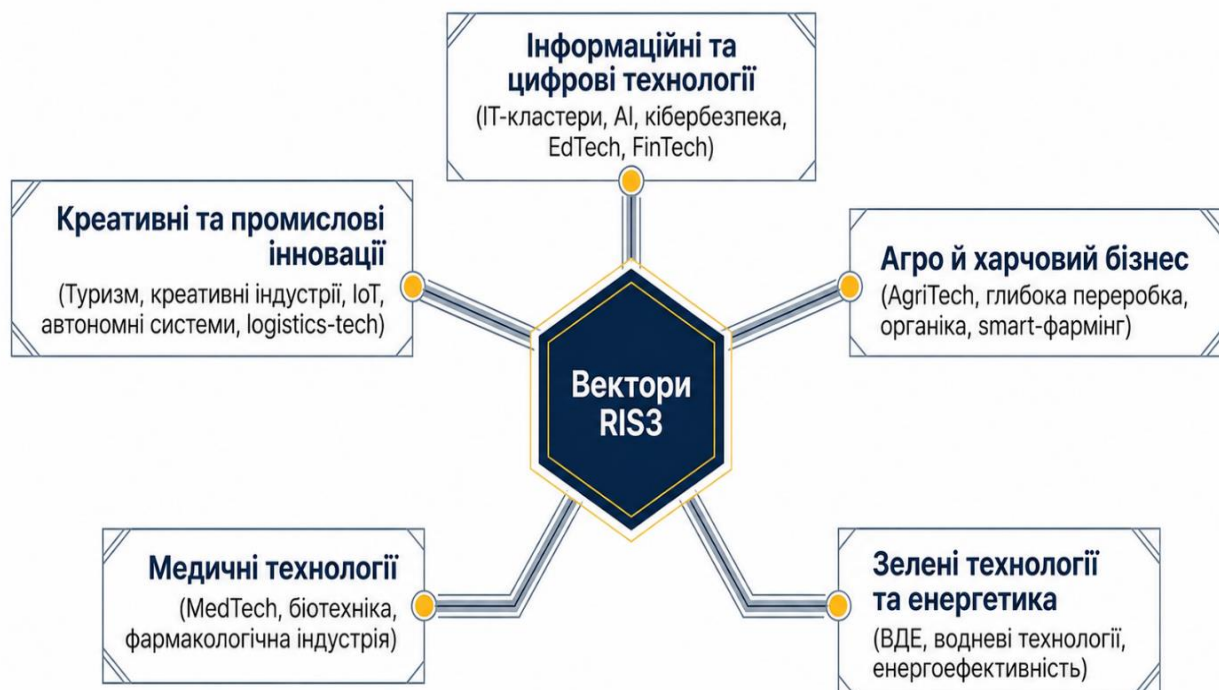 Інформаційні та
цифрові технології
(ІТ-кластери, AI, кібербезпека,
EdTech, FinTech)
Креативні та промислові
інновації
(Туризм, креативні індустрії, IoT,
автономні системи, logistics-tech)
Агро й харчовий бізнес
(AgriTech, глибока переробка,
органіка, smart-фармінг)
Вектори
RIS3
Медичні технології
(MedTech, біотехніка,
фармакологічна індустрія)
Зелені технології
та енергетика
(ВДЕ, водневі технології,
енергоефективність)